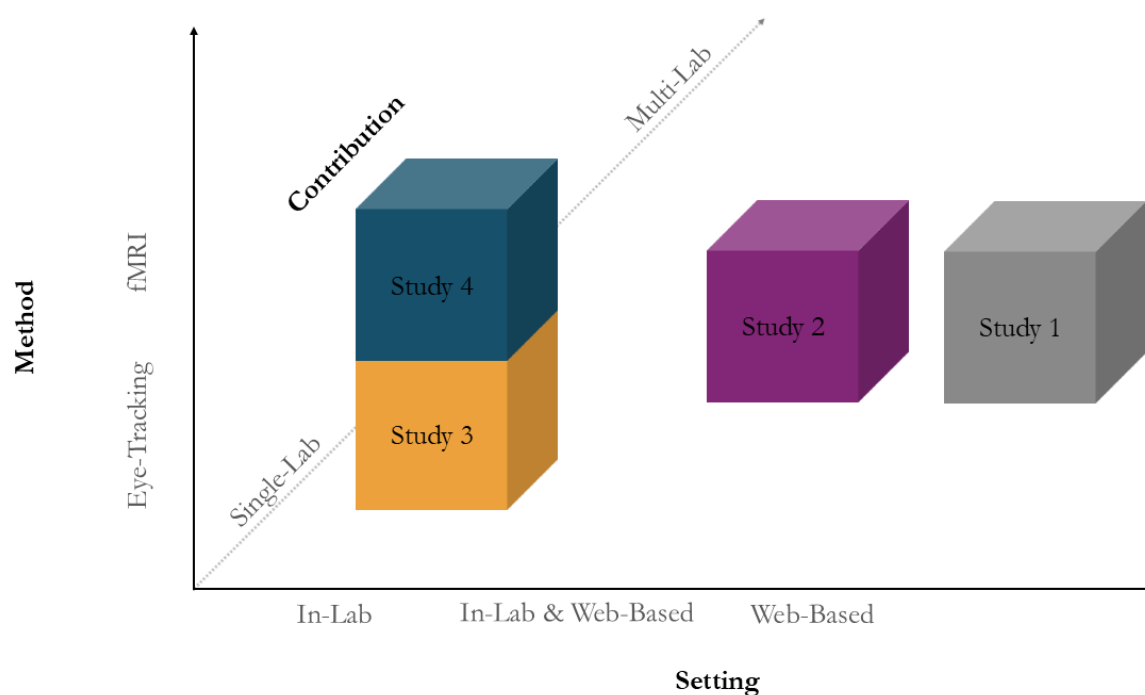 Multi-Lab
Contribution
fMRI
Method
Study 4
Study 2
Study 1
Eye-Tracking
Study 3
Single-Lab
In-Lab
In-Lab & Web-Based
Web-Based
Setting